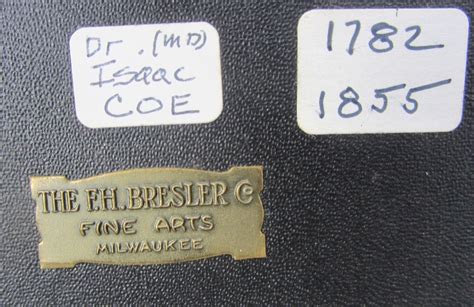 Dr. (MD)
Isaac
COE
1782
1855
THE F.H. BRESLER Co
FINE ARTS
MILWAUKEE